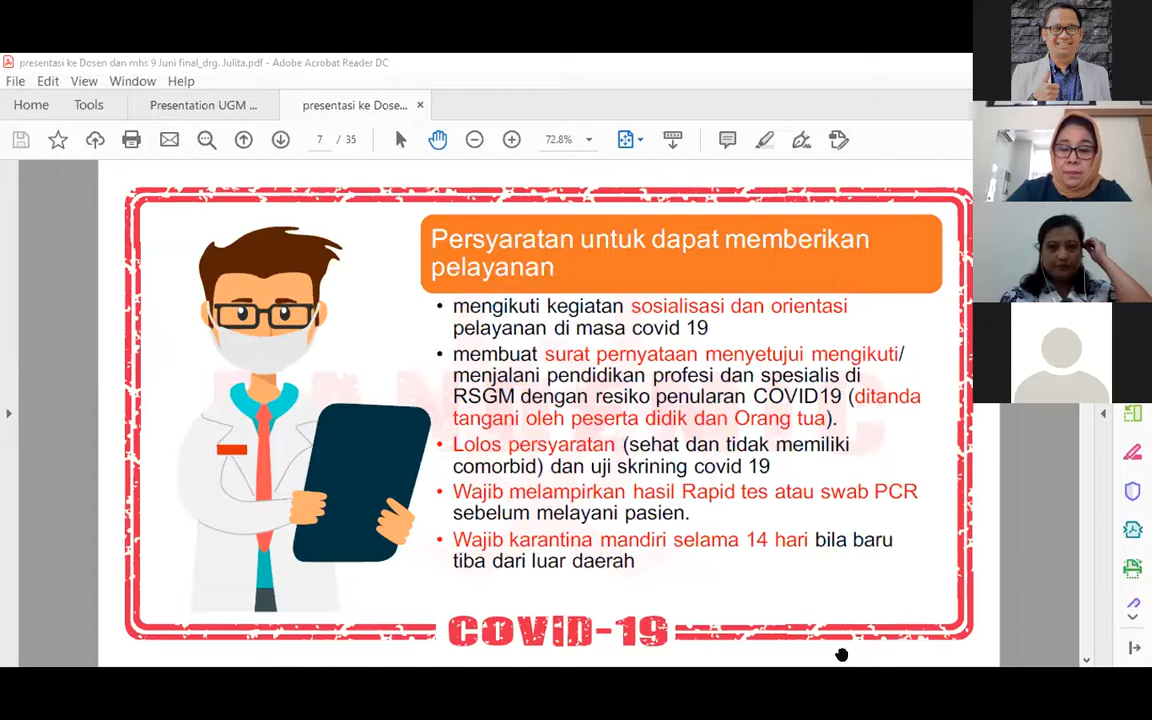 presentasi ke Dosen dan mhs 9 Juni final_drg. Julita.pdf - Adobe Acrobat Reader DC
File Edit View Window Help
Home Tools Presentation UGM ... presentasi ke Dose... ×
7 / 35 72.8%
Persyaratan untuk dapat memberikan
pelayanan
• mengikuti kegiatan sosialisasi dan orientasi
pelayanan di masa covid 19
• membuat surat pernyataan menyetujui mengikuti/
menjalani pendidikan profesi dan spesialis di
RSGM dengan resiko penularan COVID19 (ditanda
tangani oleh peserta didik dan Orang tua).
• Lolos persyaratan (sehat dan tidak memiliki
comorbid) dan uji skrining covid 19
• Wajib melampirkan hasil Rapid tes atau swab PCR
sebelum melayani pasien.
• Wajib karantina mandiri selama 14 hari bila baru
tiba dari luar daerah
COVID-19